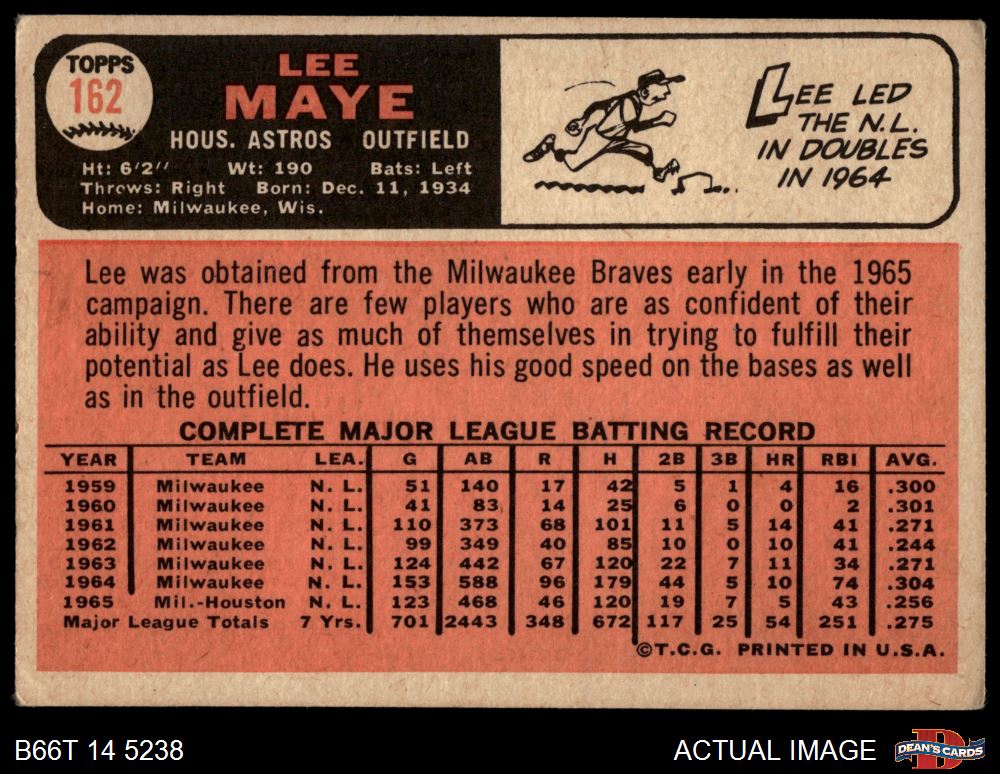 TOPPS
162
LEE
MAYE
HOUS. ASTROS OUTFIELD
Ht: 6'2" Wt: 190 Bats: Left
Throws: Right Born: Dec. 11, 1934
Home: Milwaukee, Wis.
LEE LED
THE N.L.
IN DOUBLES
IN 1964
Lee was obtained from the Milwaukee Braves early in the 1965
campaign. There are few players who are as confident of their
ability and give as much of themselves in trying to fulfill their
potential as Lee does. He uses his good speed on the bases as well
as in the outfield.
COMPLETE MAJOR LEAGUE BATTING RECORD
YEAR TEAM LEA. G AB R H 2B 3B HR RBI AVG.
1959 Milwaukee N. L. 51 140 17 42 5 1 4 16 .300
1960 Milwaukee N. L. 41 83 14 25 6 0 0 2 .301
1961 Milwaukee N. L. 110 373 68 101 11 5 14 41 .271
1962 Milwaukee N. L. 99 349 40 85 10 0 10 41 .244
1963 Milwaukee N. L. 124 442 67 120 22 7 11 34 .271
1964 Milwaukee N. L. 153 588 96 179 44 5 10 74 .304
1965 Mil.-Houston N. L. 123 468 46 120 19 7 5 43 .256
Major League Totals 7 Yrs. 701 2443 348 672 117 25 54 251 .275
©T.C.G. PRINTED IN U.S.A.
B66T 14 5238
ACTUAL IMAGE
DEAN'S CARDS